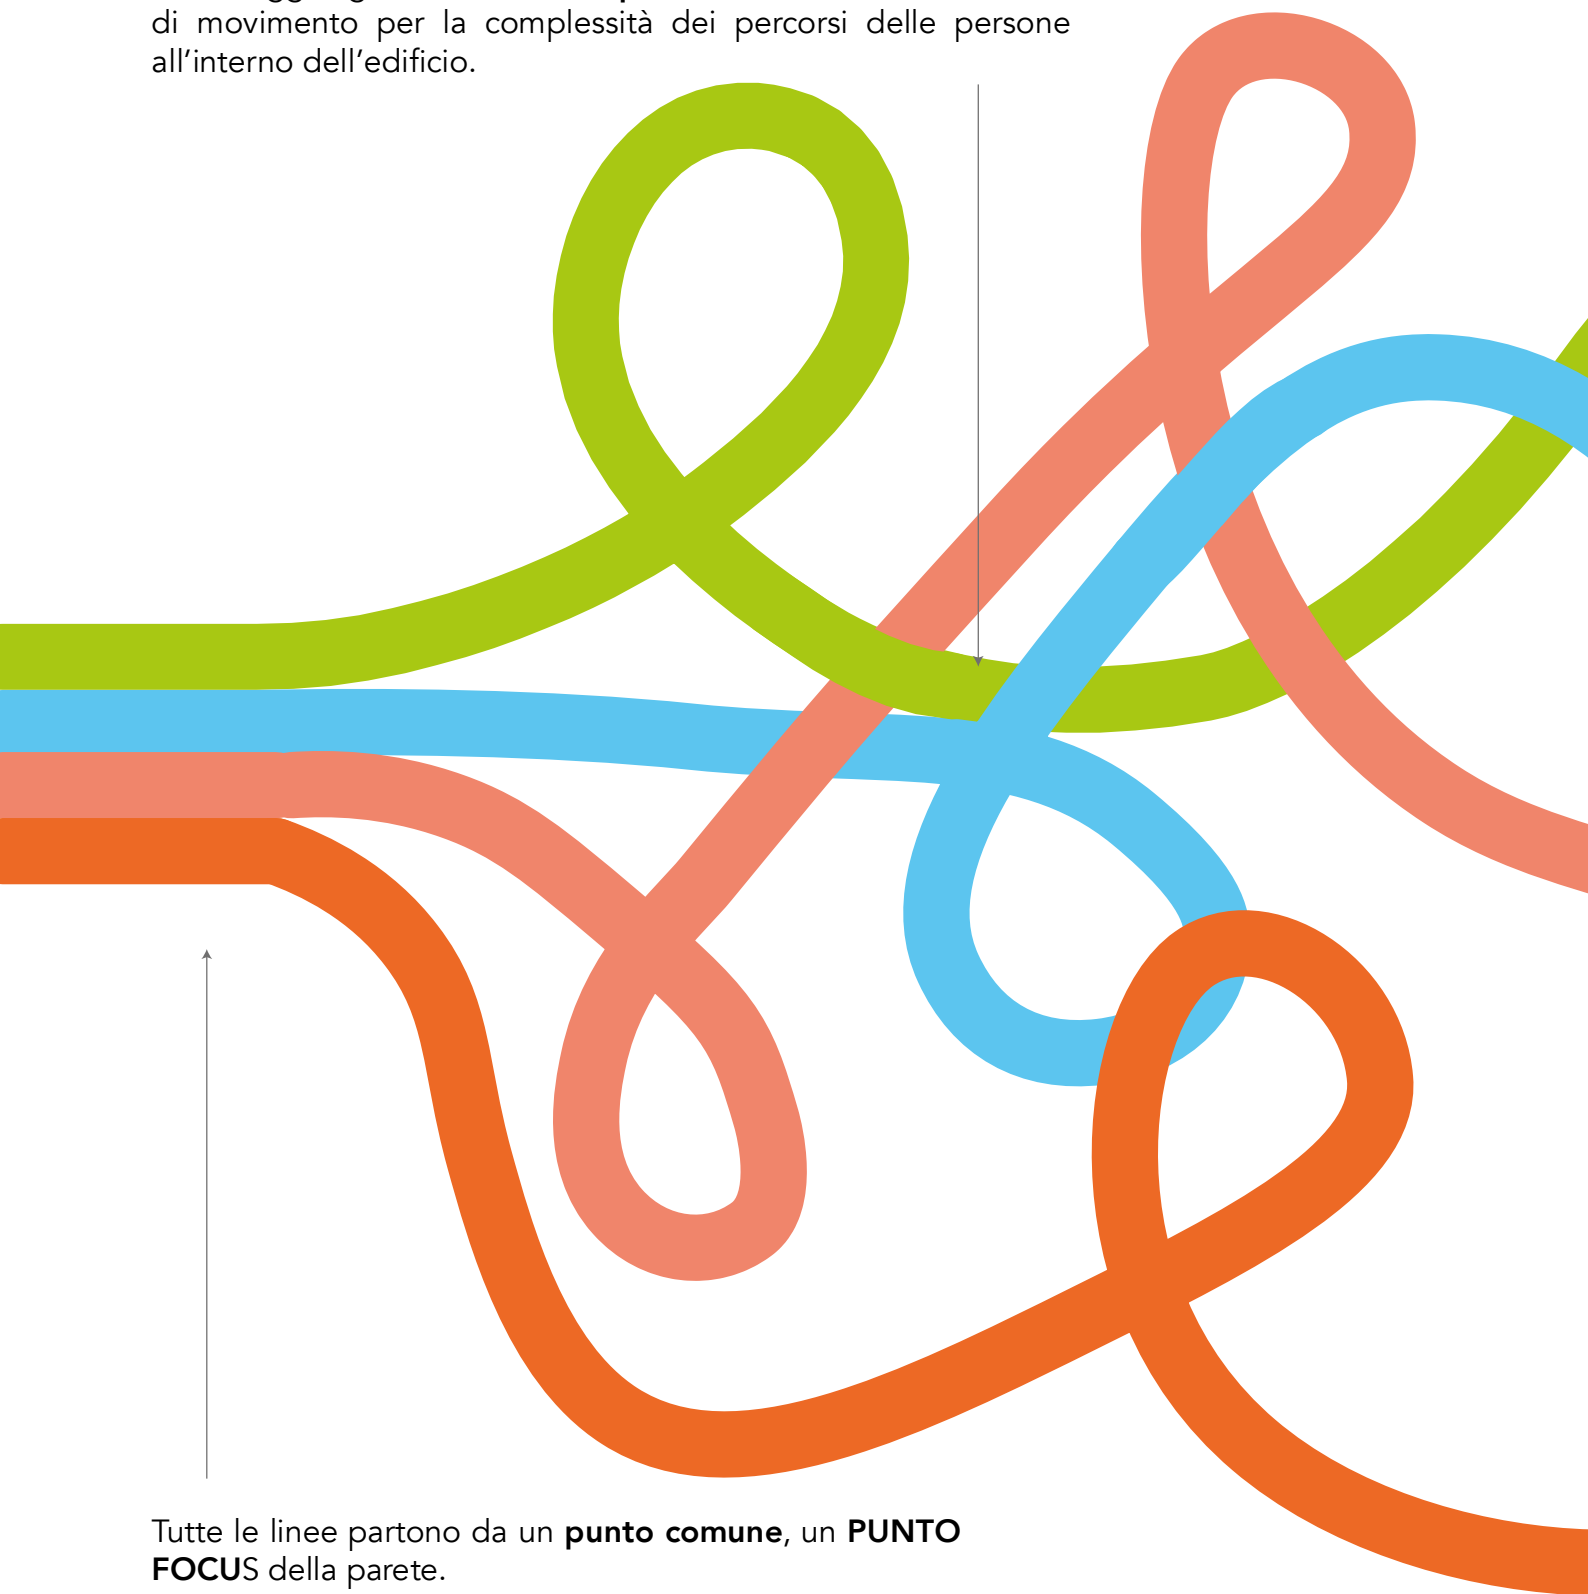 di movimento per la complessità dei percorsi delle persone
all’interno dell’edificio.
Tutte le linee partono da un punto comune, un PUNTO
FOCUS della parete.